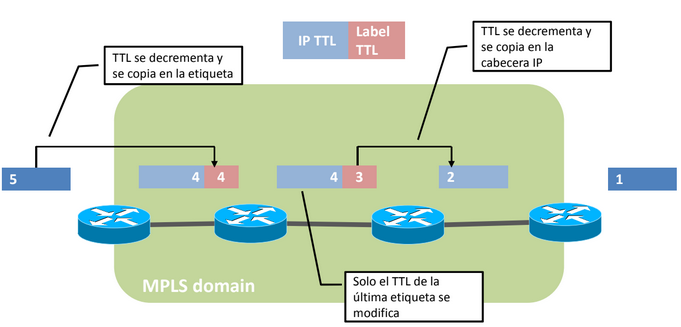 IP TTL
Label
TTL
TTL se decrementa y
se copia en la etiqueta
TTL se decrementa y
se copia en la
cabecera IP
5
4 4
4 3
2
1
Solo el TTL de la
última etiqueta se
modifica
MPLS domain